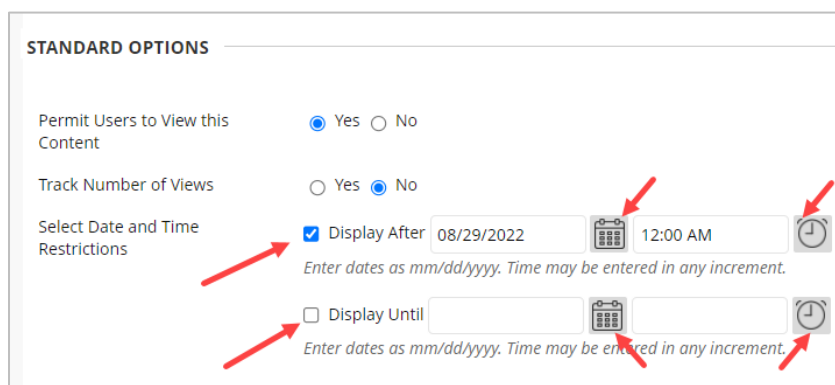 STANDARD OPTIONS
Permit Users to View this
Content
Yes No
Track Number of Views
Yes No
Select Date and Time
Restrictions
Display After 08/29/2022 12:00 AM
Enter dates as mm/dd/yyyy. Time may be entered in any increment.
Display Until
Enter dates as mm/dd/yyyy. Time may be entered in any increment.